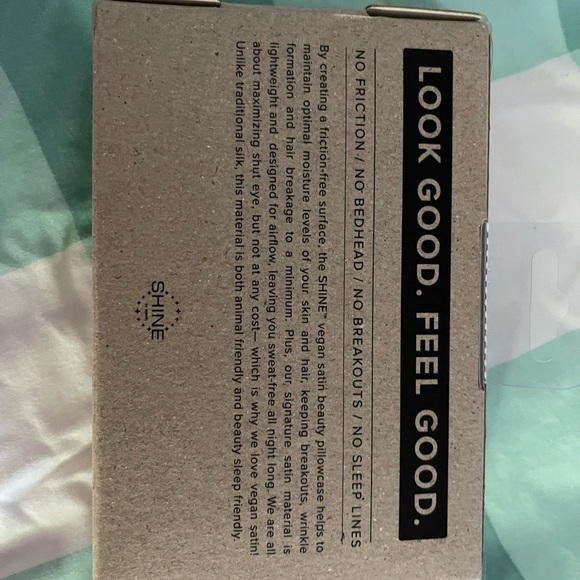 LOOK GOOD. FEEL GOOD.
NO FRICTION / NO BEDHEAD / NO BREAKOUTS / NO SLEEP LINES
By creating a friction-free surface, the SHINE™ vegan satin beauty pillowcase helps to
maintain optimal moisture levels of your skin and hair, keeping breakouts, wrinkle
formation and hair breakage to a minimum. Plus, our signature satin material is
lightweight and designed for airflow, leaving you sweat-free all night long. We are all
about maximizing shut eye, but not at any cost— which is why we love vegan satin!
Unlike traditional silk, this material is both animal friendly and beauty sleep friendly.
SHINE